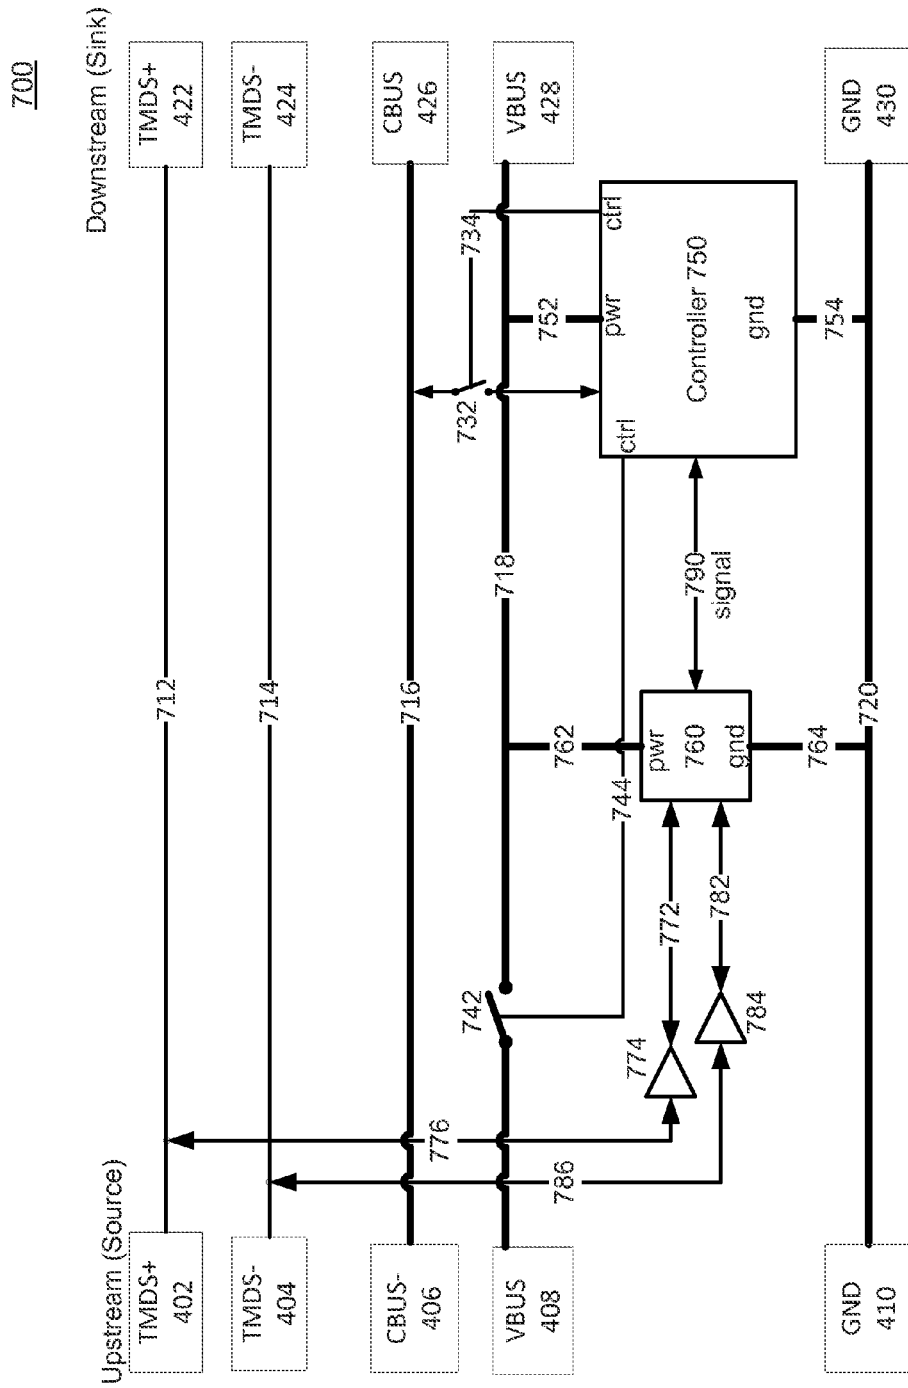 700
Upstream (Source)
Downstream (Sink)
TMDS+
402
712
TMDS+
422
TMDS-
404
714
TMDS-
424
CBUS-
406
716
CBUS
426
VBUS
408
742
718
VBUS
428
732
734
776
786
744
762
752
ctrl
pwr
ctrl
Controller 750
gnd
754
774
772
784
782
pwr
760
gnd
764
790
signal
GND
410
720
GND
430